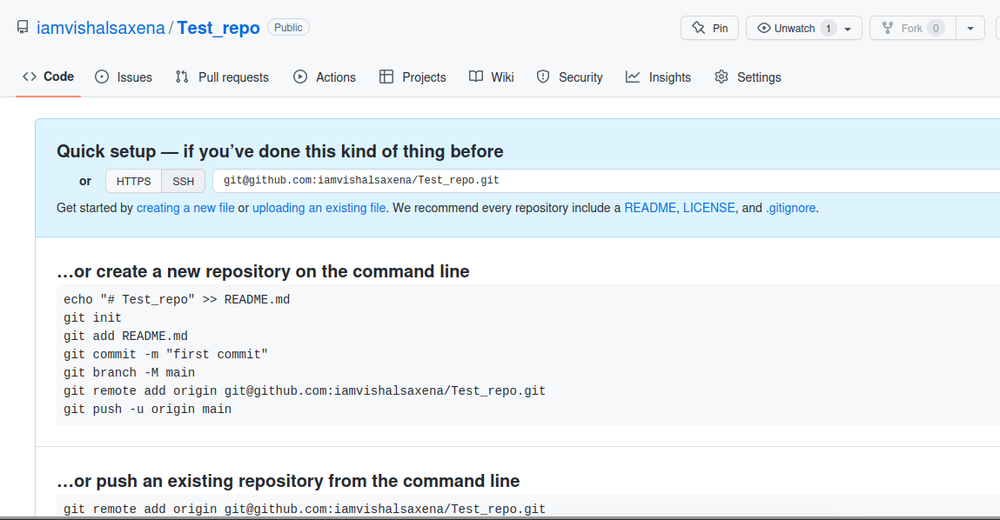 iamvishalsaxena / Test_repo Public Pin Unwatch 1 Fork 0
Code Issues Pull requests Actions Projects Wiki Security Insights Settings
Quick setup — if you’ve done this kind of thing before
or HTTPS SSH git@github.com:iamvishalsaxena/Test_repo.git
Get started by creating a new file or uploading an existing file. We recommend every repository include a README, LICENSE, and .gitignore.
…or create a new repository on the command line
echo "# Test_repo" >> README.md
git init
git add README.md
git commit -m "first commit"
git branch -M main
git remote add origin git@github.com:iamvishalsaxena/Test_repo.git
git push -u origin main
…or push an existing repository from the command line
git remote add origin git@github.com:iamvishalsaxena/Test_repo.git